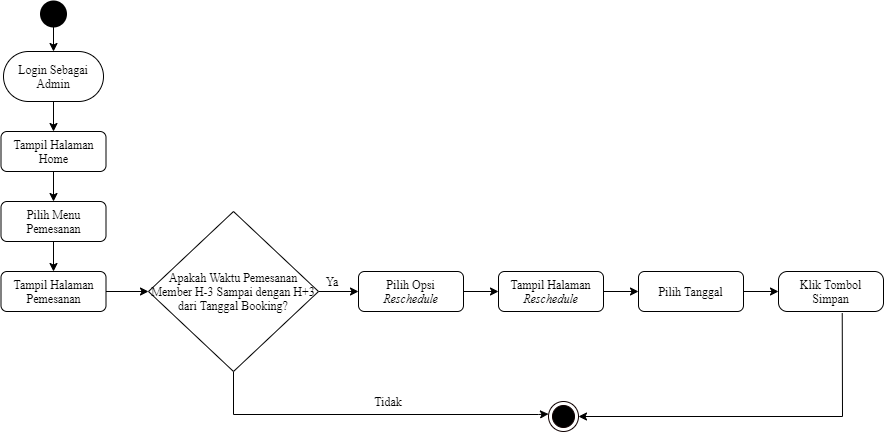 Login Sebagai
Admin
Tampil Halaman
Home
Pilih Menu
Pemesanan
Tampil Halaman
Pemesanan
Apakah Waktu Pemesanan
Member H-3 Sampai dengan H+3
dari Tanggal Booking?
Ya
Pilih Opsi
Reschedule
Tampil Halaman
Reschedule
Pilih Tanggal
Klik Tombol
Simpan
Tidak